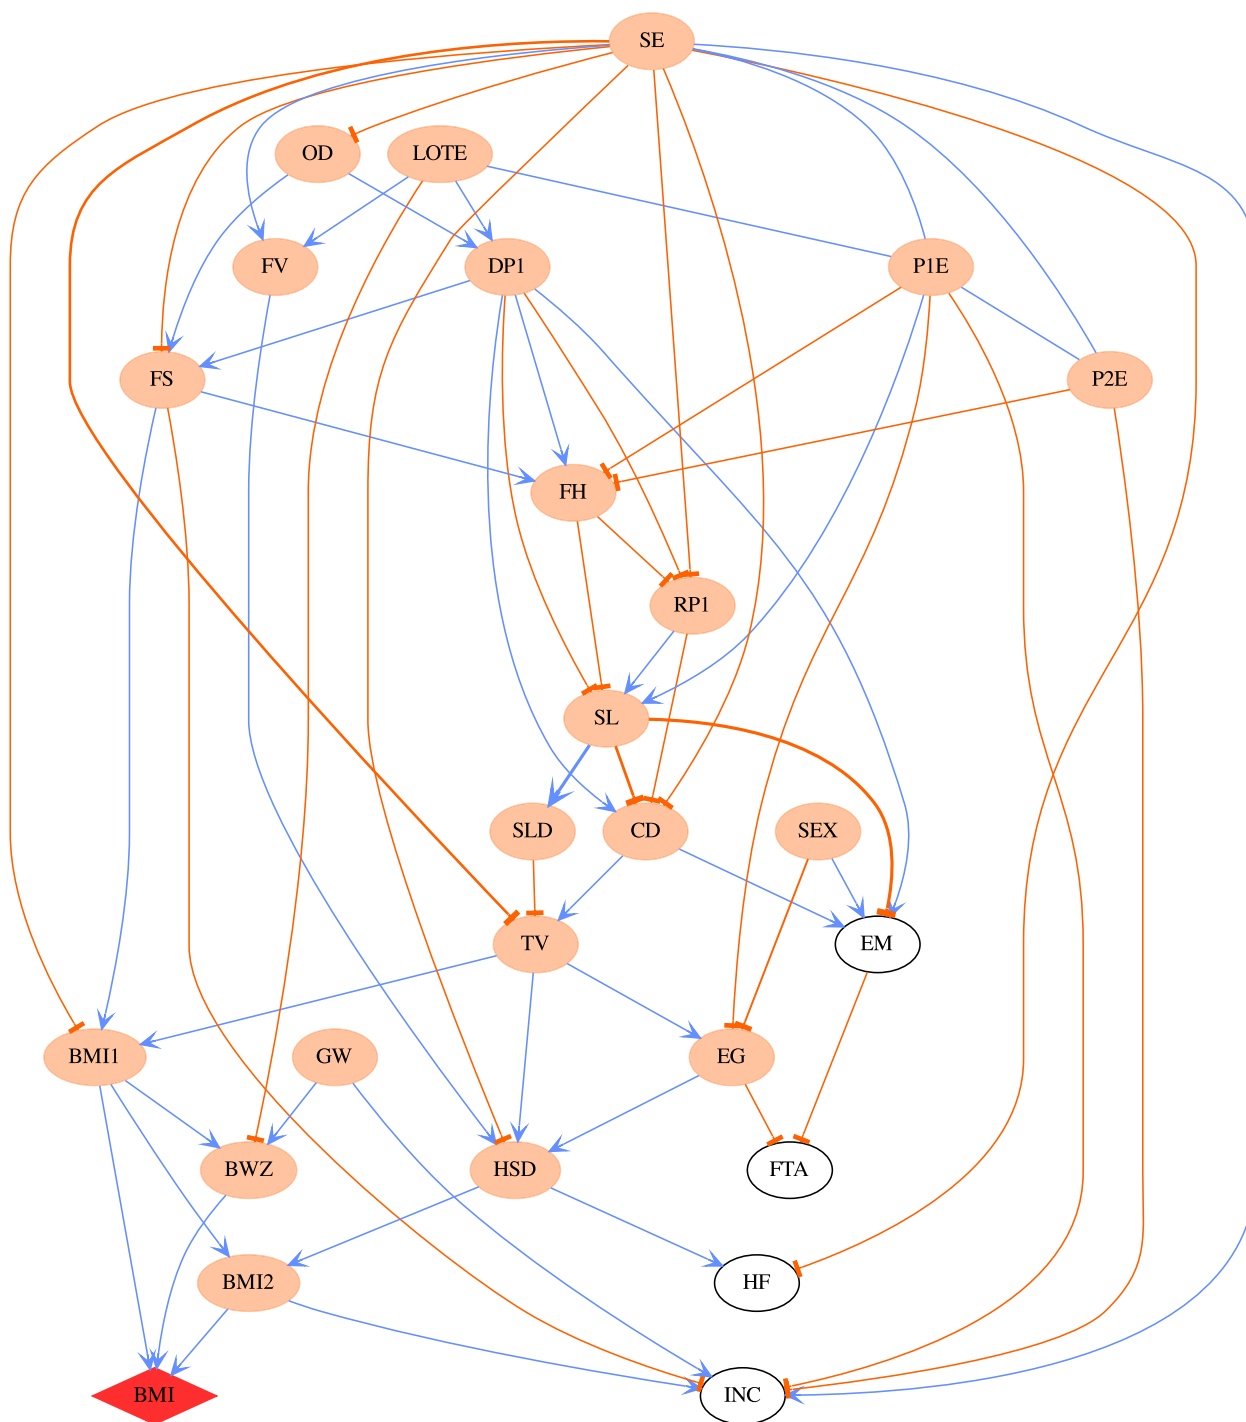 SE
OD
LOTE
FV
DP1
P1E
FS
P2E
FH
RP1
SL
SLD
CD
SEX
TV
EM
BMI1
GW
EG
BWZ
HSD
FTA
BMI2
HF
BMI
INC